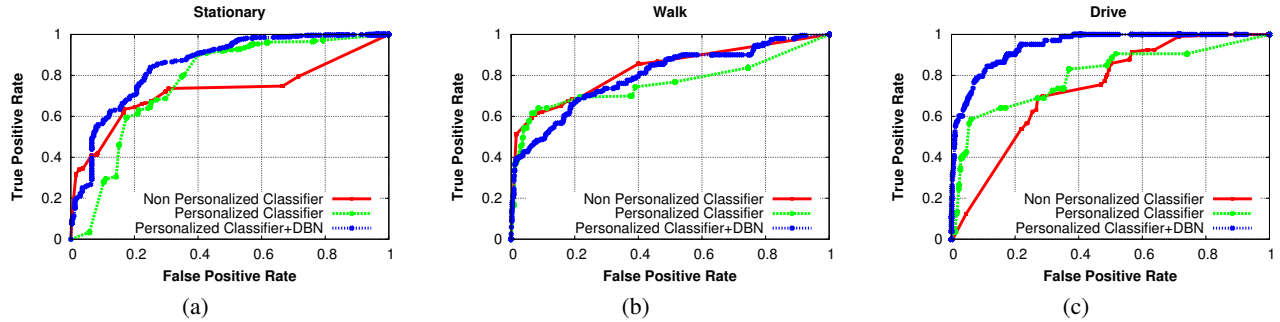 Stationary
True Positive Rate
1
0.8
0.6
0.4
0.2
0
Non Personalized Classifier
Personalized Classifier
Personalized Classifier+DBN
0 0.2 0.4 0.6 0.8 1
False Positive Rate
(a)
Walk
True Positive Rate
1
0.8
0.6
0.4
0.2
0
Non Personalized Classifier
Personalized Classifier
Personalized Classifier+DBN
0 0.2 0.4 0.6 0.8 1
False Positive Rate
(b)
Drive
True Positive Rate
1
0.8
0.6
0.4
0.2
0
Non Personalized Classifier
Personalized Classifier
Personalized Classifier+DBN
0 0.2 0.4 0.6 0.8 1
False Positive Rate
(c)